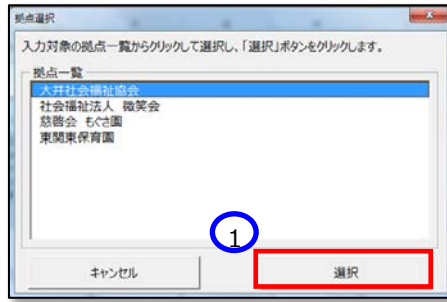 拠点選択
入力対象の拠点一覧からクリックして選択し、「選択」ボタンをクリックします。
拠点一覧
大井社会福祉協会
社会福祉法人 微笑会
慈啓会 もぐさ園
東関東保育園
1
キャンセル
選択